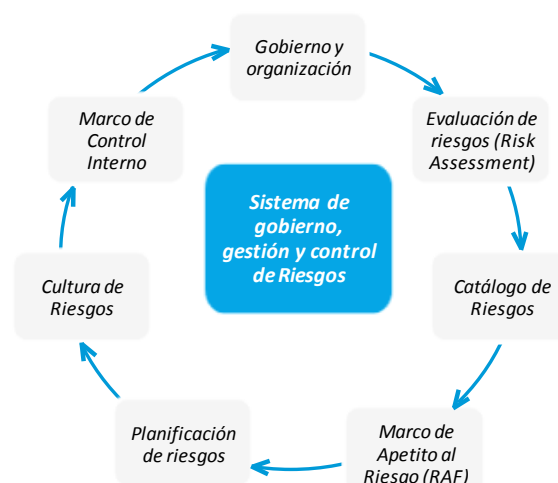 Gobierno y
organización
Evaluación de
riesgos (Risk
Assessment)
Catálogo de
Riesgos
Marco de
Apetito al
Riesgo (RAF)
Planificación
de riesgos
Cultura de
Riesgos
Marco de
Control
Interno
Sistema de
gobierno,
gestión y control
de Riesgos